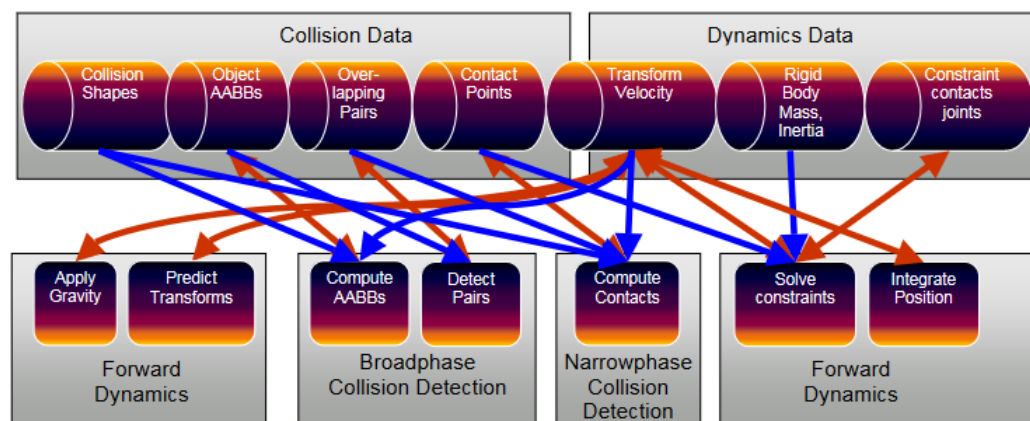 Collision Data
Dynamics Data
Collision
Shapes
Object
AABBs
Over-
lapping
Pairs
Contact
Points
Transform
Velocity
Rigid
Body
Mass,
Inertia
Constraint
contacts
joints
Apply
Gravity
Predict
Transforms
Compute
AABBs
Detect
Pairs
Compute
Contacts
Solve
constraints
Integrate
Position
Forward
Dynamics
Broadphase
Collision Detection
Narrowphase
Collision
Detection
Forward
Dynamics